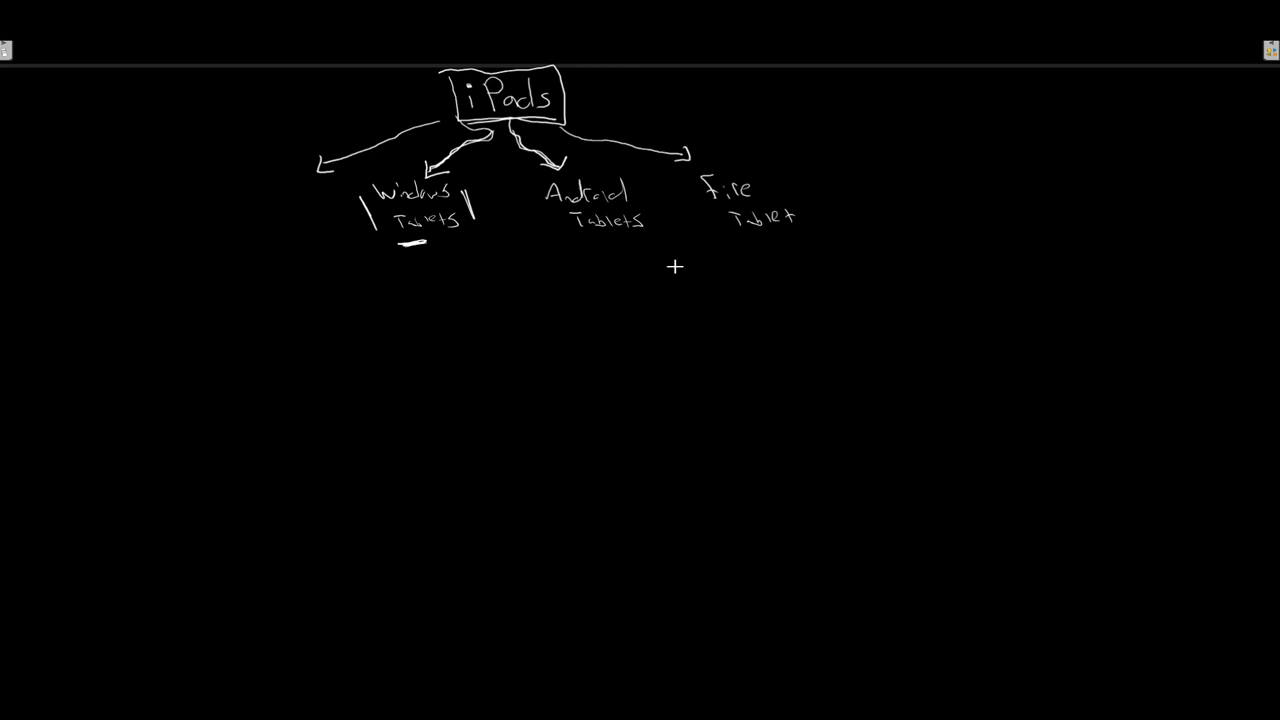 iPads
Windows
Tablets
Android
Tablets
Fire
Tablet